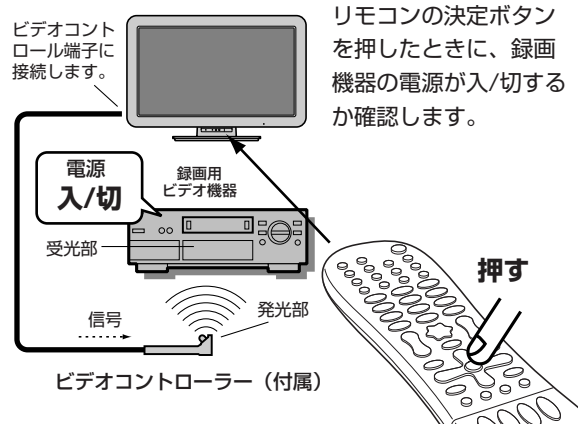 ビデオコント
ロール端子に
接続します。
リモコンの決定ボタン
を押したときに、録画
機器の電源が入/切する
か確認します。
電源
入/切
録画用
ビデオ機器
受光部
押す
信号
発光部
ビデオコントローラー（付属）